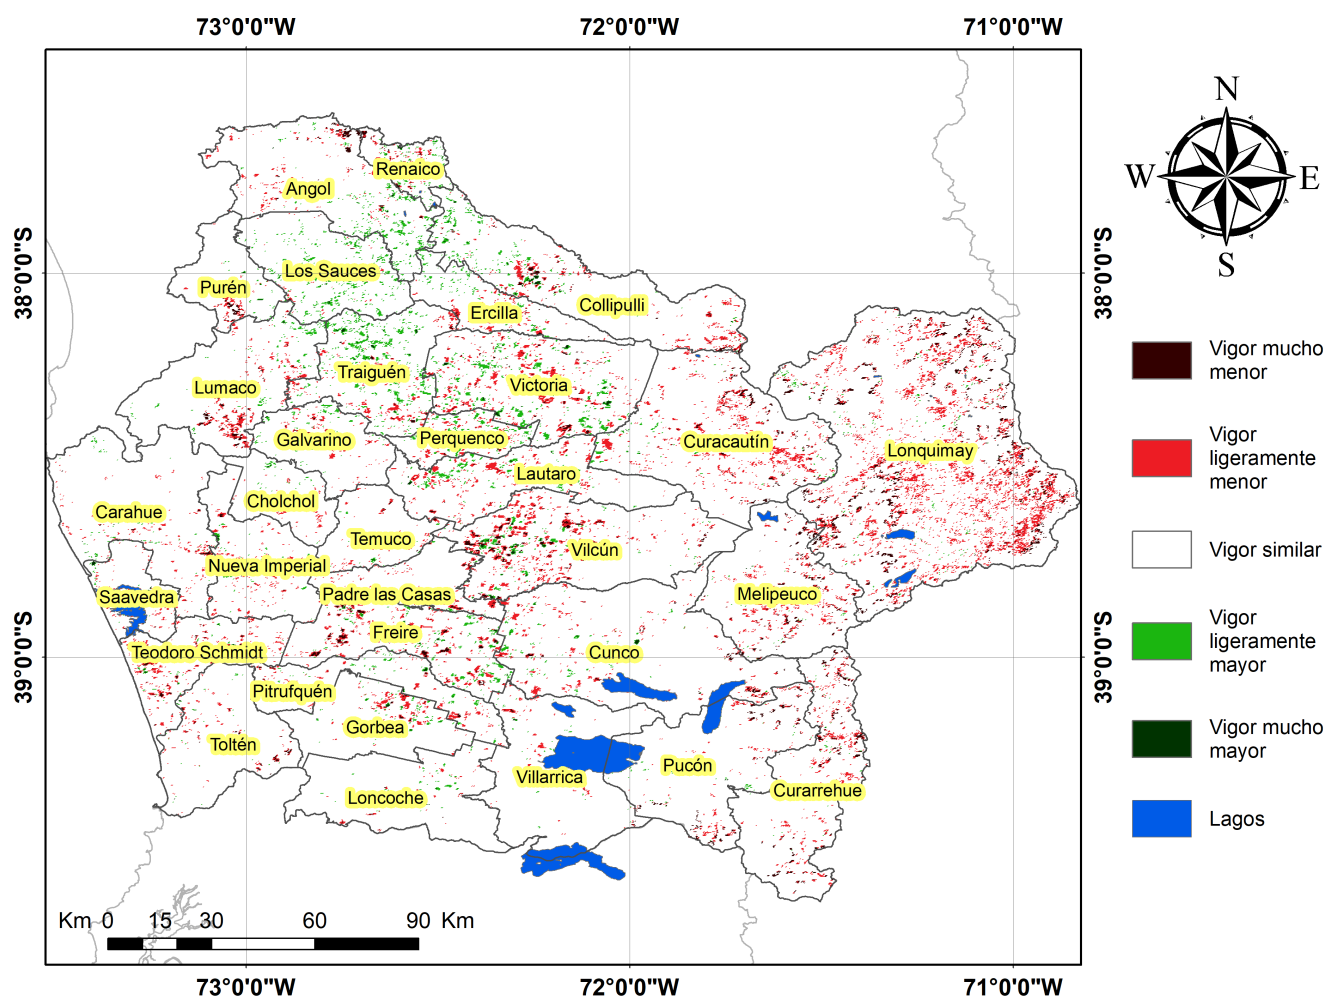 73°0'0"W 72°0'0"W 71°0'0"W
N
W E
S
38°0'0"S
38°0'0"S
39°0'0"S
39°0'0"S
Renaico
Angol
Los Sauces
Purén
Collipulli
Ercilla
Traiguén
Victoria
Lumaco
Galvarino
Perquenco
Curacautín
Lonquimay
Lautaro
Cholchol
Carahue
Temuco
Vilcún
Nueva Imperial
Saavedra
Padre las Casas
Melipeuco
Freire
Teodoro Schmidt
Cunco
Pitrufquén
Gorbea
Toltén
Villarrica
Pucón
Curarrehue
Loncoche
Vigor mucho
menor
Vigor
ligeramente
menor
Vigor similar
Vigor
ligeramente
mayor
Vigor mucho
mayor
Lagos
Km 0 15 30 60 90 Km
73°0'0"W 72°0'0"W 71°0'0"W